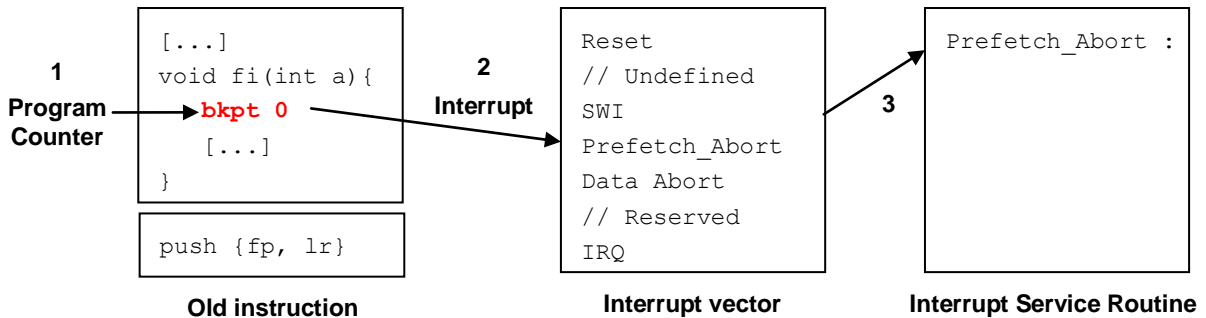 1
Program
Counter
[...]
void fi(int a){
bkpt 0
[...]
}
push {fp, lr}
Old instruction
2
Interrupt
Reset
// Undefined
SWI
Prefetch_Abort
Data Abort
// Reserved
IRQ
Interrupt vector
3
Prefetch_Abort :
Interrupt Service Routine